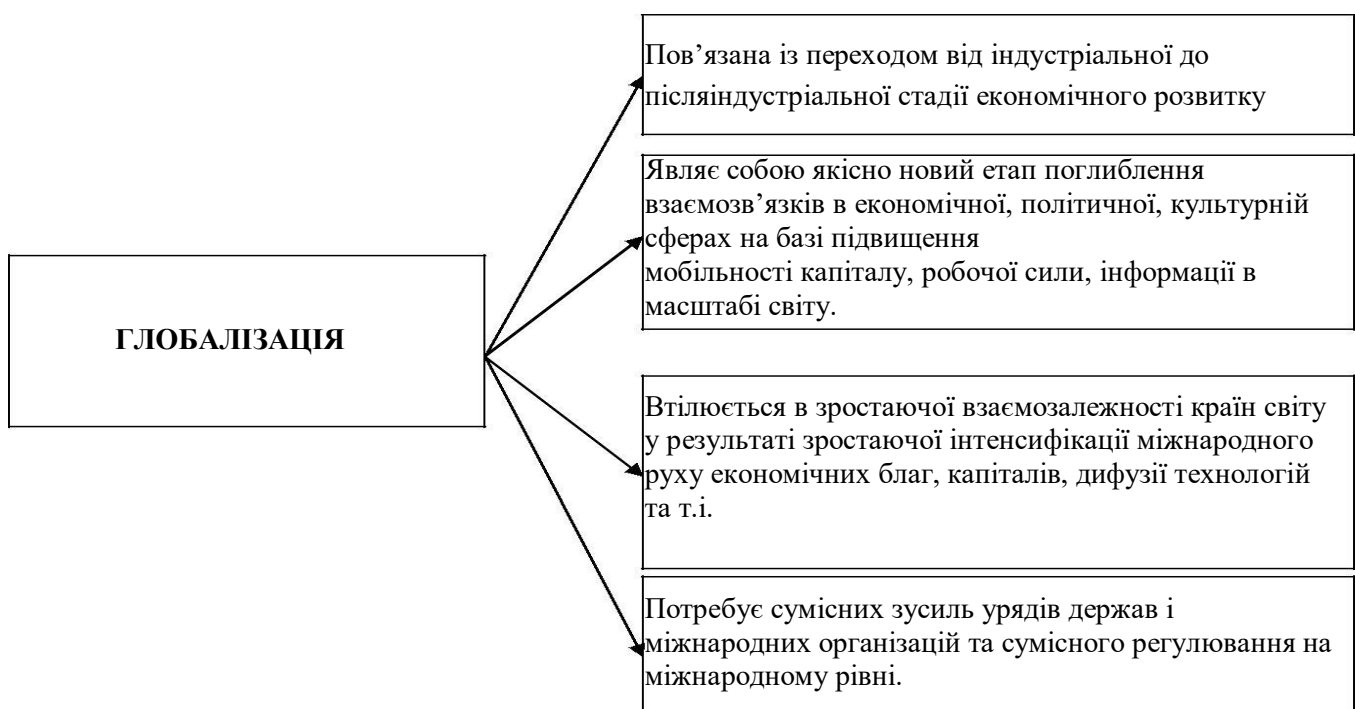 Пов’язана із переходом від індустріальної до
післяіндустріальної стадії економічного розвитку
Являє собою якісно новий етап поглиблення
взаємозв’язків в економічної, політичної, культурній
сферах на базі підвищення
мобільності капіталу, робочої сили, інформації в
масштабі світу.
ГЛОБАЛІЗАЦІЯ
Втілюється в зростаючої взаємозалежності країн світу
у результаті зростаючої інтенсифікації міжнародного
руху економічних благ, капіталів, дифузії технологій
та т.і.
Потребує сумісних зусиль урядів держав і
міжнародних організацій та сумісного регулювання на
міжнародному рівні.